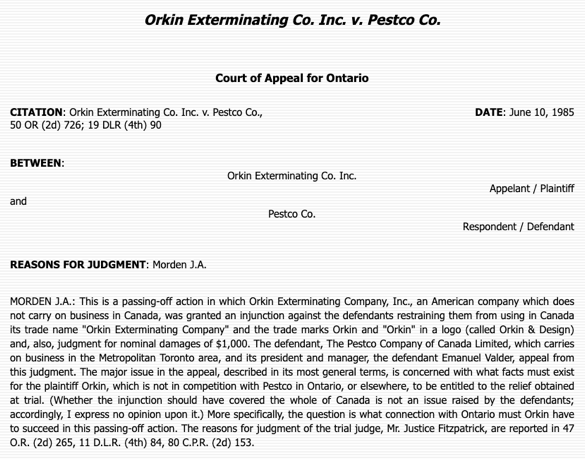 Orkin Exterminating Co. Inc. v. Pestco Co.
Court of Appeal for Ontario
CITATION: Orkin Exterminating Co. Inc. v. Pestco Co., DATE: June 10, 1985
50 OR (2d) 726; 19 DLR (4th) 90
BETWEEN:
Orkin Exterminating Co. Inc.
Appelant / Plaintiff
and
Pestco Co.
Respondent / Defendant
REASONS FOR JUDGMENT: Morden J.A.
MORDEN J.A.: This is a passing-off action in which Orkin Exterminating Company, Inc., an American company which does
not carry on business in Canada, was granted an injunction against the defendants restraining them from using in Canada
its trade name "Orkin Exterminating Company" and the trade marks Orkin and "Orkin" in a logo (called Orkin & Design)
and, also, judgment for nominal damages of $1,000. The defendant, The Pestco Company of Canada Limited, which carries
on business in the Metropolitan Toronto area, and its president and manager, the defendant Emanuel Valder, appeal from
this judgment. The major issue in the appeal, described in its most general terms, is concerned with what facts must exist
for the plaintiff Orkin, which is not in competition with Pestco in Ontario, or elsewhere, to be entitled to the relief obtained
at trial. (Whether the injunction should have covered the whole of Canada is not an issue raised by the defendants;
accordingly, I express no opinion upon it.) More specifically, the question is what connection with Ontario must Orkin have
to succeed in this passing-off action. The reasons for judgment of the trial judge, Mr. Justice Fitzpatrick, are reported in 47
O.R. (2d) 265, 11 D.L.R. (4th) 84, 80 C.P.R. (2d) 153.